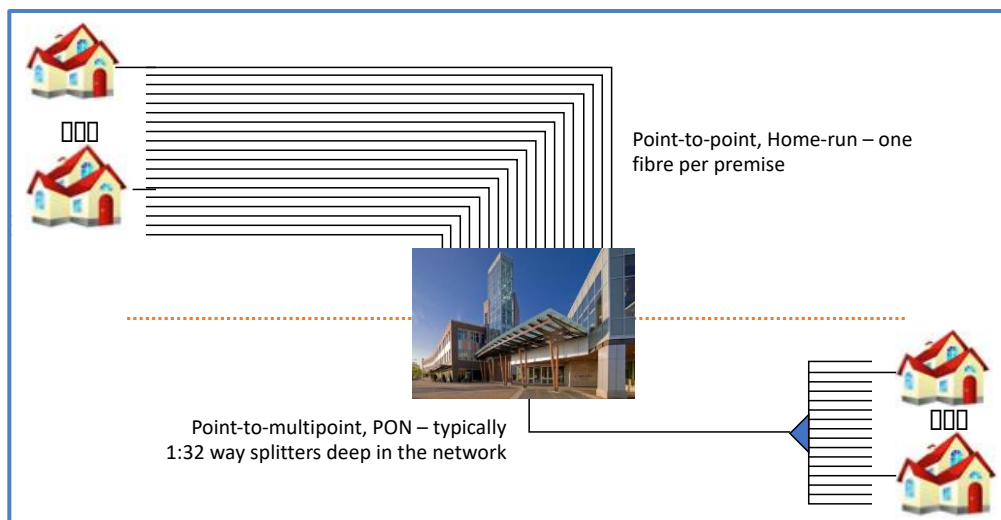 Point-to-point, Home-run – one
fibre per premise
Point-to-multipoint, PON – typically
1:32 way splitters deep in the network